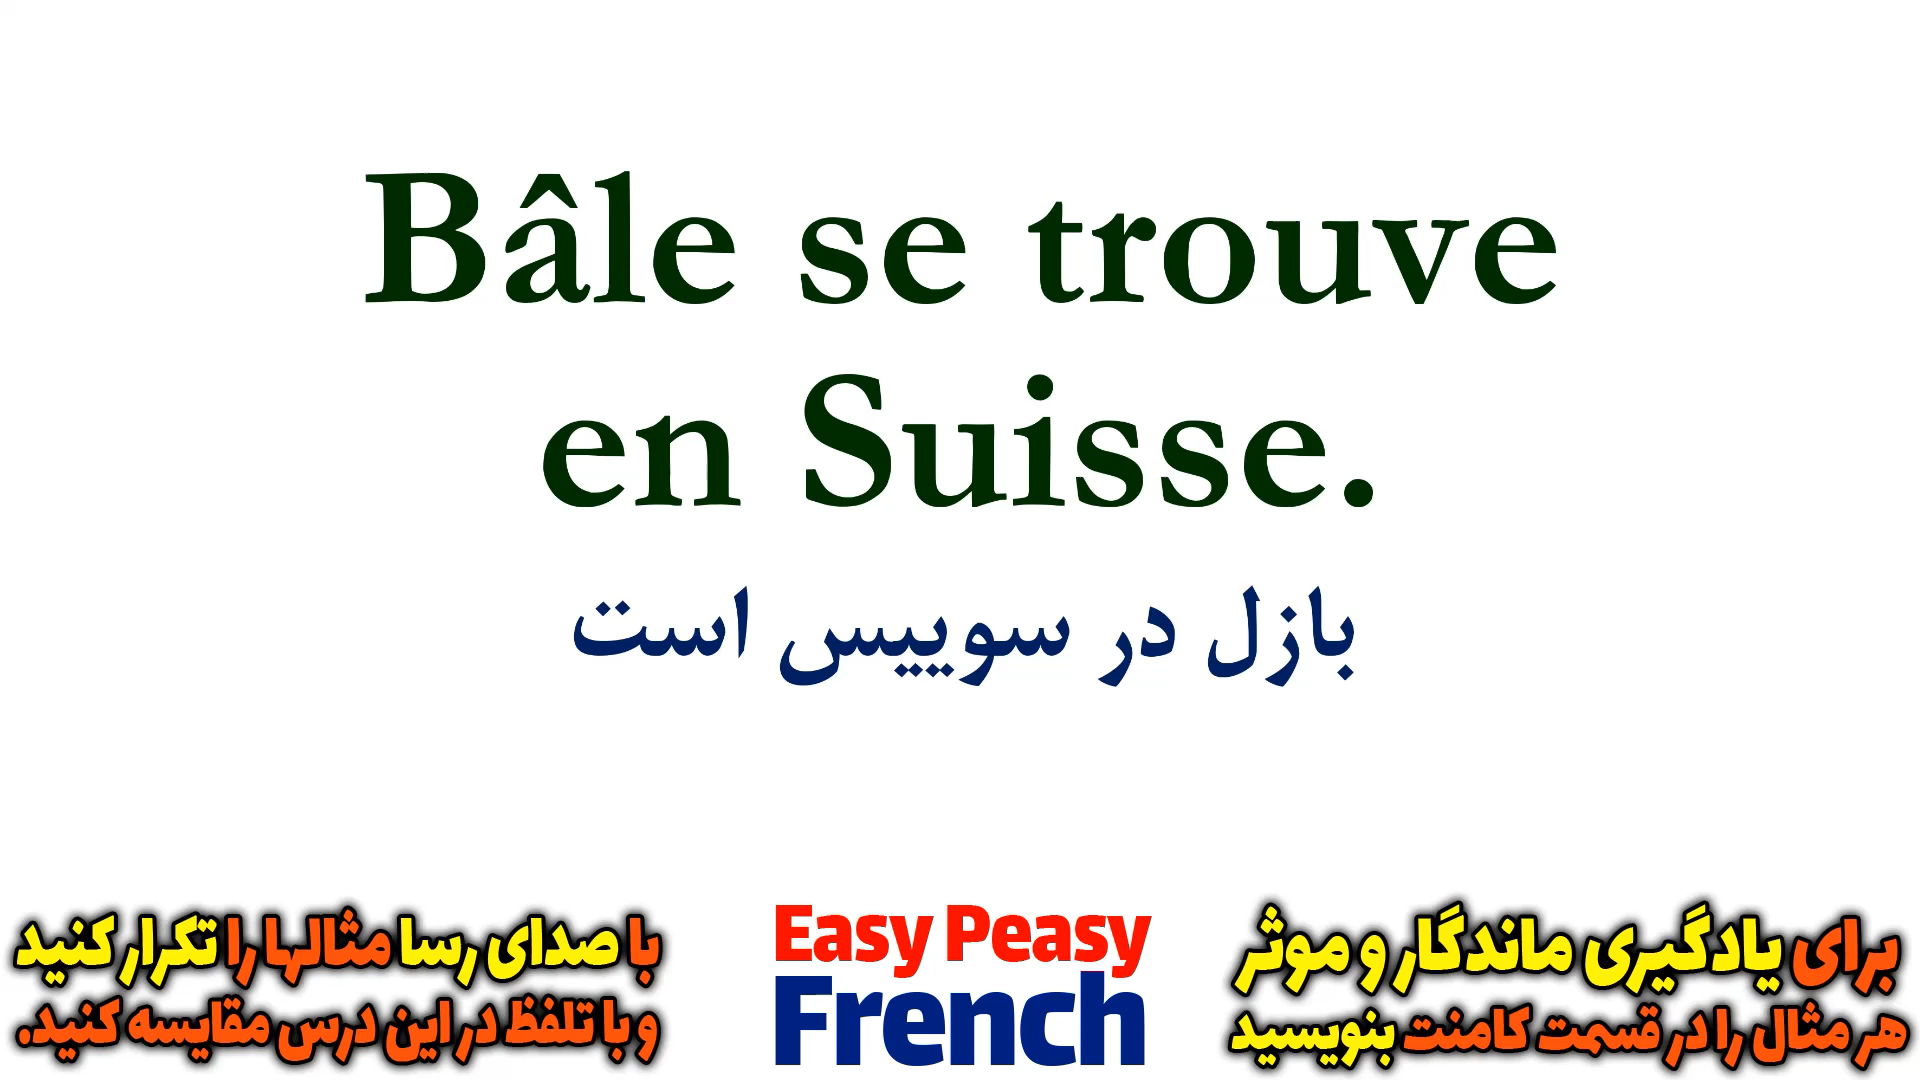 Bâle se trouve
en Suisse.
بازل در سوییس است
برای یادگیری ماندگار و موثر
هر مثال را در قسمت کامنت بنویسید
Easy Peasy
French
با صدای رسا مثالها را تکرار کنید
و با تلفظ در این درس مقایسه کنید.